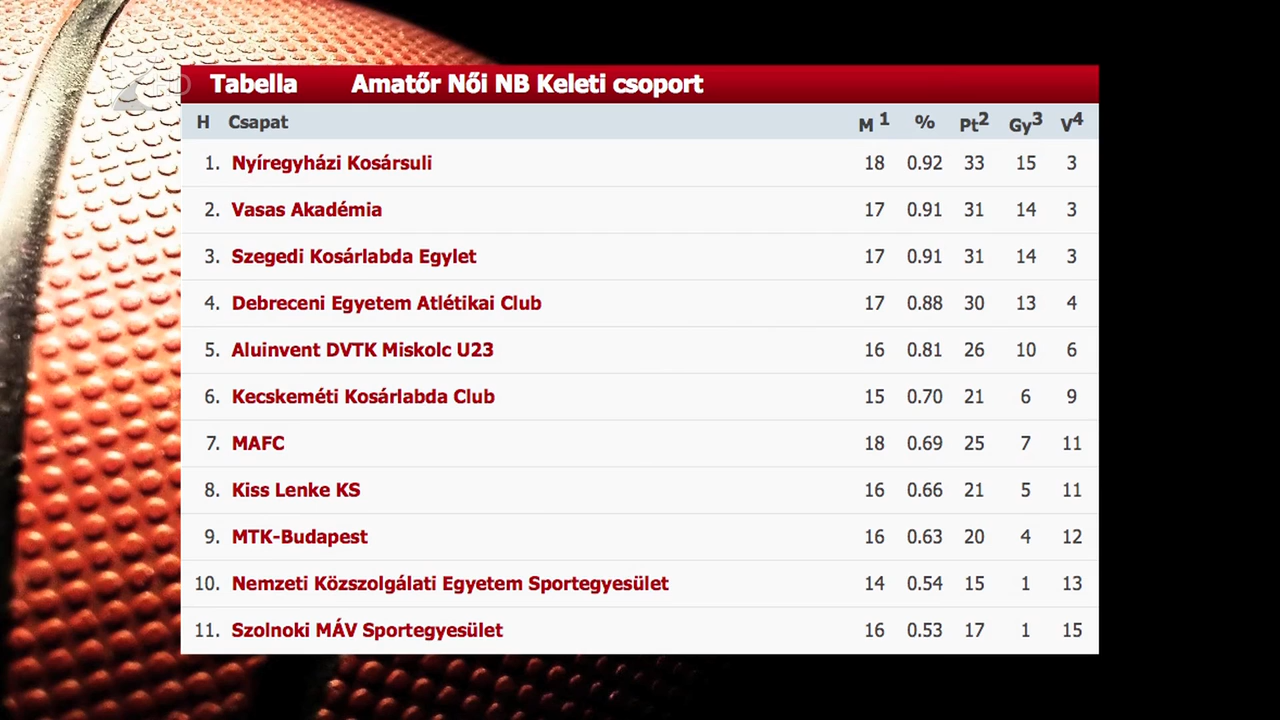 Tabella Amatőr Női NB Keleti csoport
H Csapat M 1 % Pt2 Gy3 V4
1. Nyíregyházi Kosársuli 18 0.92 33 15 3
2. Vasas Akadémia 17 0.91 31 14 3
3. Szegedi Kosárlabda Egylet 17 0.91 31 14 3
4. Debreceni Egyetem Atlétikai Club 17 0.88 30 13 4
5. Aluinvent DVTK Miskolc U23 16 0.81 26 10 6
6. Kecskeméti Kosárlabda Club 15 0.70 21 6 9
7. MAFC 18 0.69 25 7 11
8. Kiss Lenke KS 16 0.66 21 5 11
9. MTK-Budapest 16 0.63 20 4 12
10. Nemzeti Közszolgálati Egyetem Sportegyesület 14 0.54 15 1 13
11. Szolnoki MÁV Sportegyesület 16 0.53 17 1 15